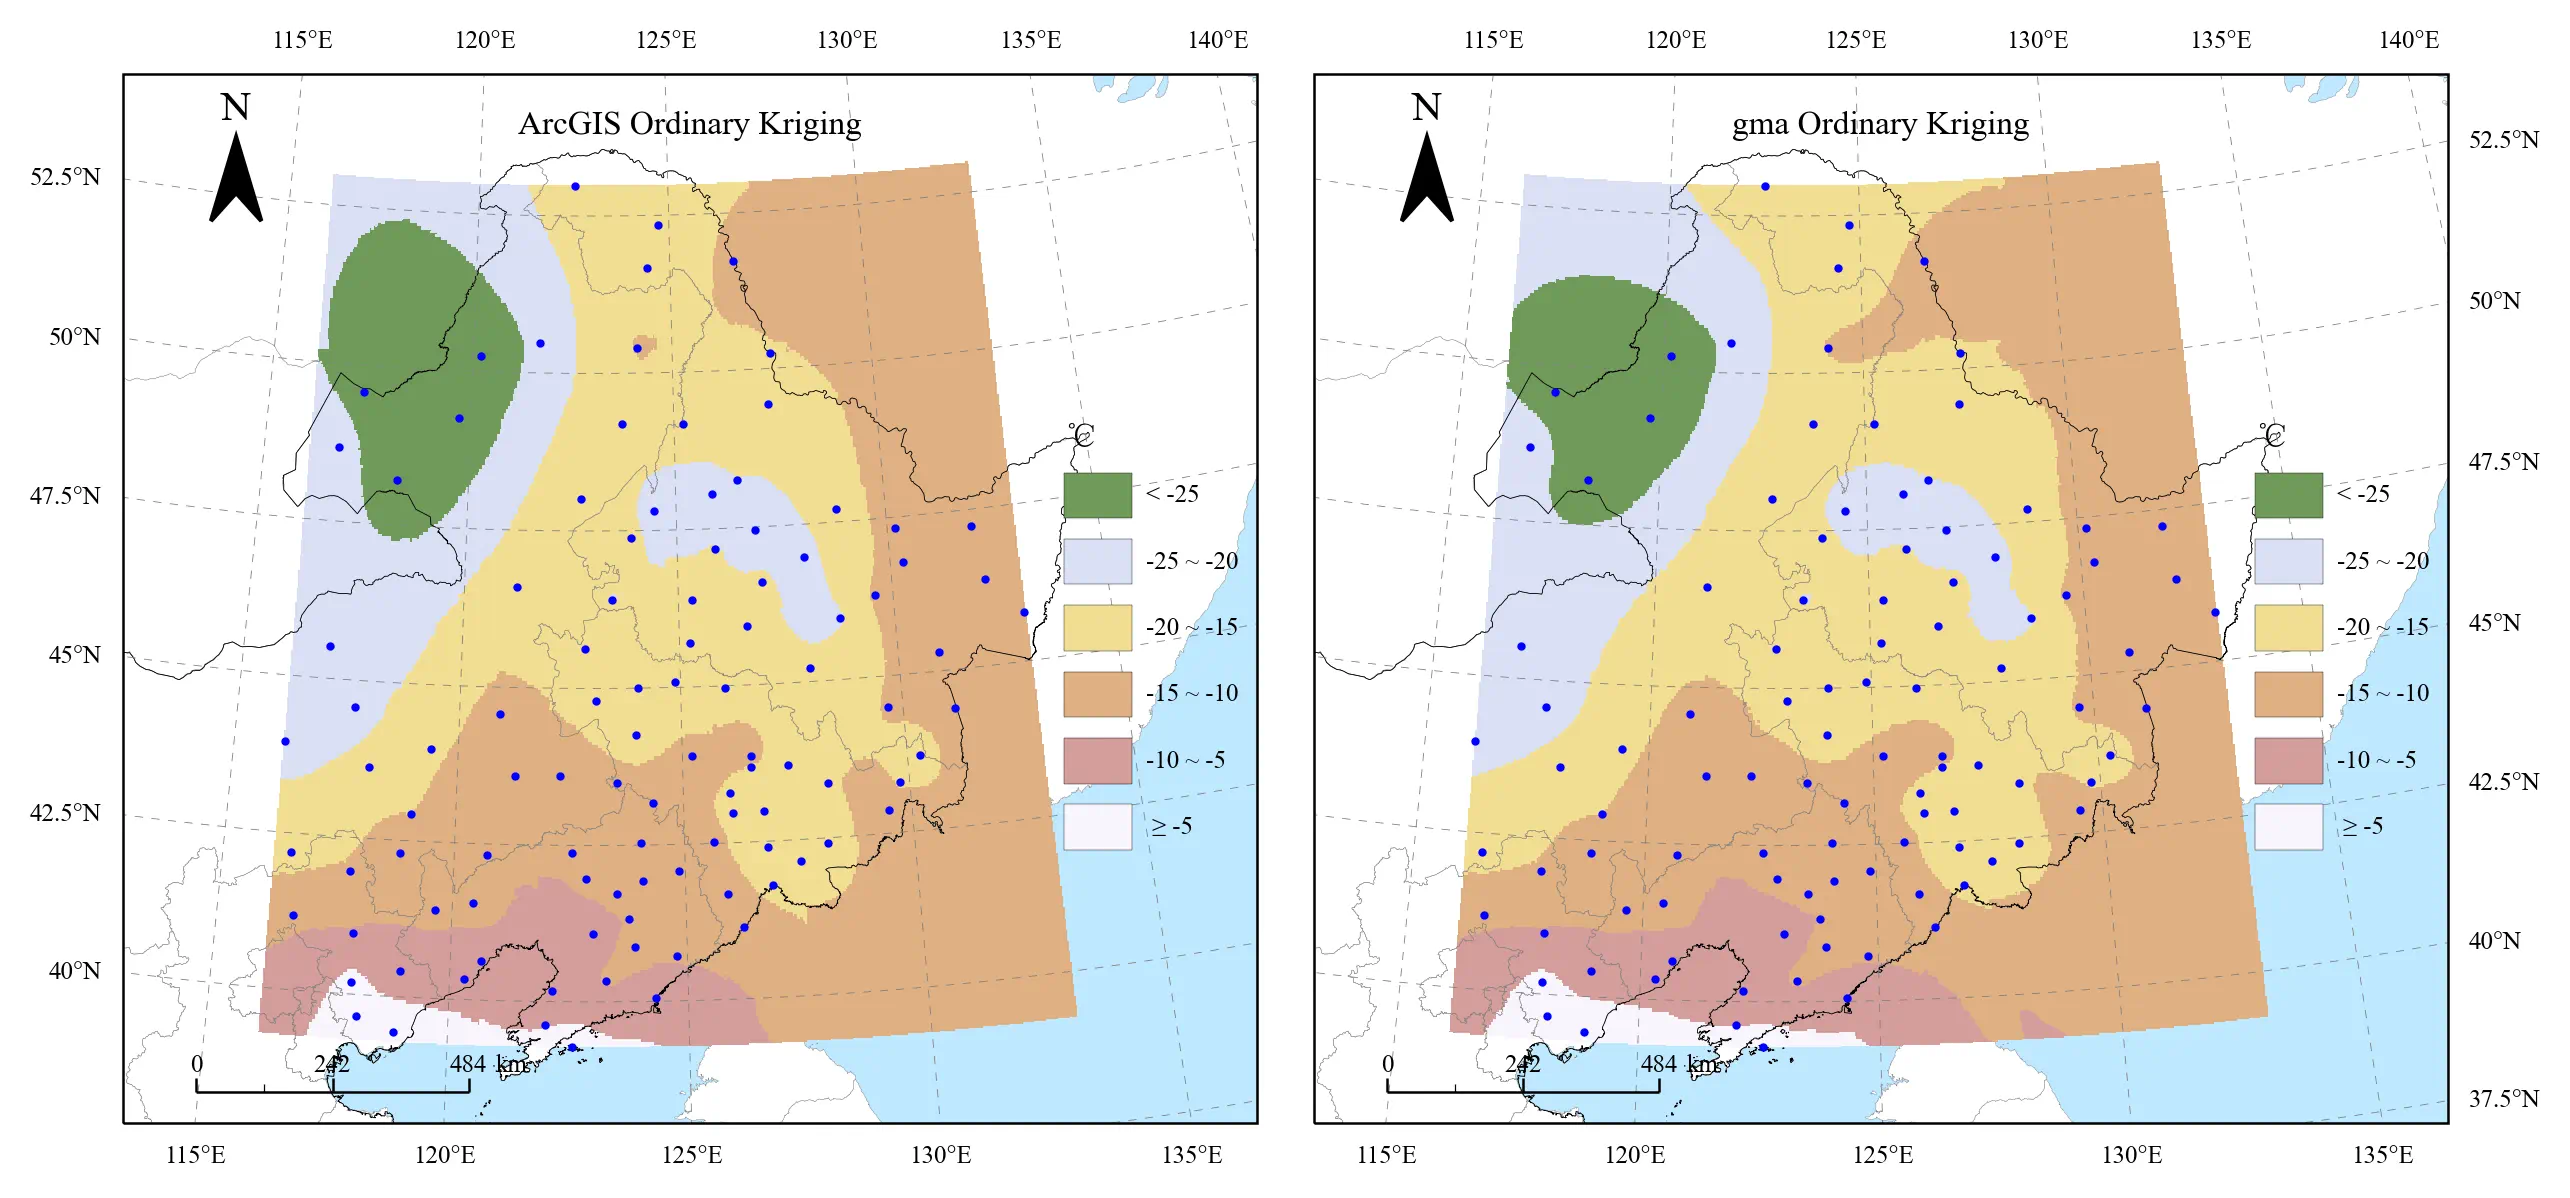 115°E 120°E 125°E 130°E 135°E 140°E 115°E 120°E 125°E 130°E 135°E 140°E
N ArcGIS Ordinary Kriging N gma Ordinary Kriging
52.5°N 52.5°N
50°N 50°N
℃ ℃
47.5°N < -25 < -25 47.5°N
-25 ~ -20 -25 ~ -20
45°N -20 ~ -15 -20 ~ -15 45°N
-15 ~ -10 -15 ~ -10
42.5°N -10 ~ -5 -10 ~ -5 42.5°N
≥ -5 ≥ -5
40°N 40°N
0 242 484 km 0 242 484 km
37.5°N
115°E 120°E 125°E 130°E 135°E 115°E 120°E 125°E 130°E 135°E